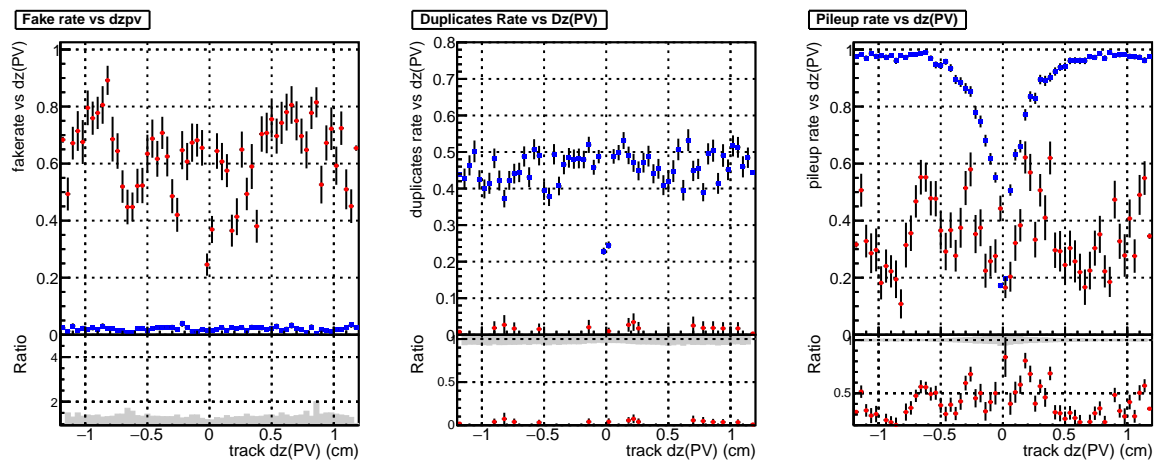 Fake rate vs dzpv
fakerate vs dz(PV)
1
0.8
0.6
0.4
0.2
0
Ratio
4
2
−1 −0.5 0 0.5 1
track dz(PV) (cm)
Duplicates Rate vs Dz(PV)
duplicates rate vs dz(PV)
0.8
0.7
0.6
0.5
0.4
0.3
0.2
0.1
0
Ratio
1
0.5
0
−1 −0.5 0 0.5 1
track dz(PV) (cm)
Pileup rate vs dz(PV)
pileup rate vs dz(PV)
1
0.8
0.6
0.4
0.2
0
Ratio
1
0.5
−1 −0.5 0 0.5 1
track dz(PV) (cm)